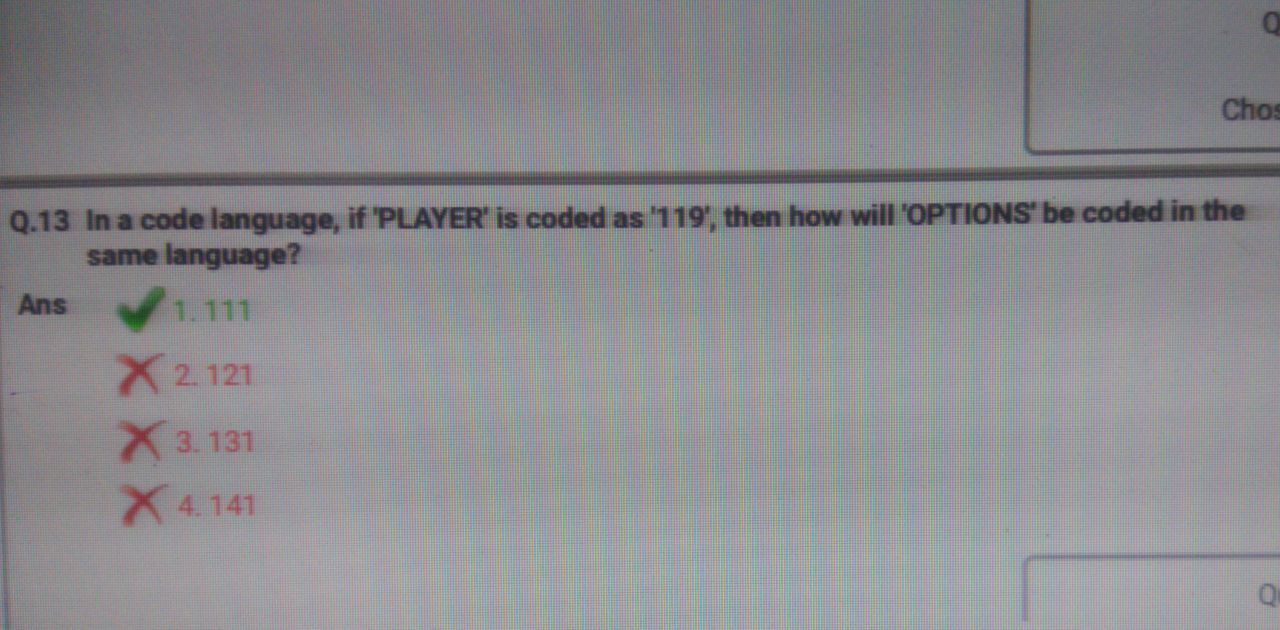 Q
Q.13 In a code language, if 'PLAYER' is coded as '119', then how will 'OPTIONS' be coded in the
same language?
Ans
1. 111
2. 121
3. 131
4. 141